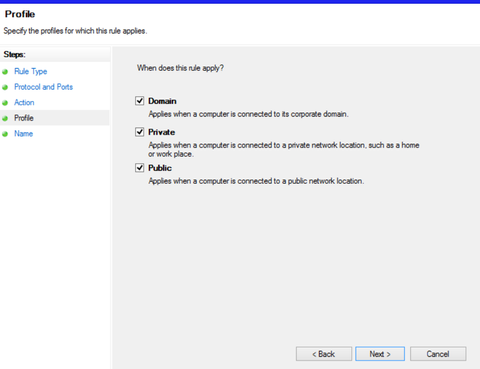 Profile
Specify the profiles for which this rule applies.
Steps:
Rule Type
Protocol and Ports
Action
Profile
Name
When does this rule apply?
Domain
Applies when a computer is connected to its corporate domain.
Private
Applies when a computer is connected to a private network location, such as a home
or work place.
Public
Applies when a computer is connected to a public network location.
< Back
Next >
Cancel